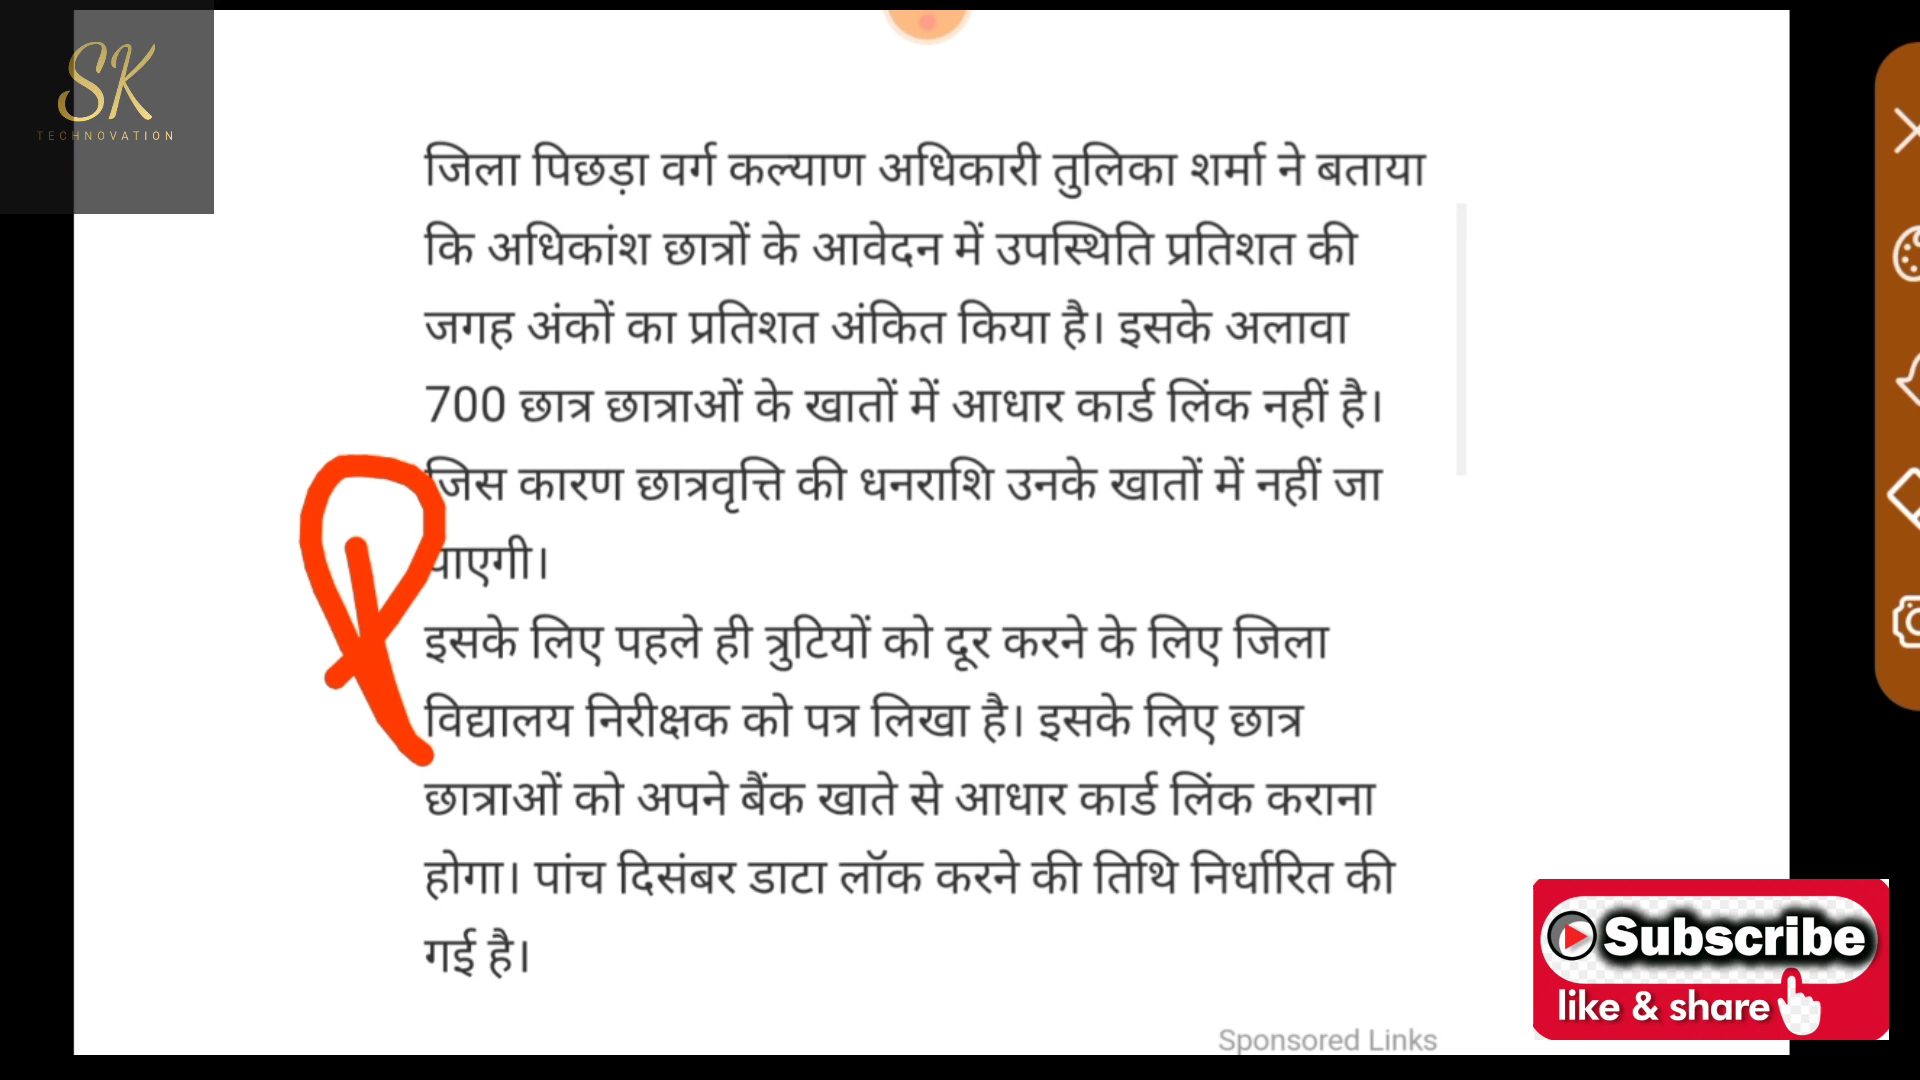 SK
TECHNOVATION
जिला पिछड़ा वर्ग कल्याण अधिकारी तुलिका शर्मा ने बताया
कि अधिकांश छात्रों के आवेदन में उपस्थिति प्रतिशत की
जगह अंकों का प्रतिशत अंकित किया है। इसके अलावा
700 छात्र छात्राओं के खातों में आधार कार्ड लिंक नहीं है।
जिस कारण छात्रवृत्ति की धनराशि उनके खातों में नहीं जा
पाएगी।
इसके लिए पहले ही त्रुटियों को दूर करने के लिए जिला
विद्यालय निरीक्षक को पत्र लिखा है। इसके लिए छात्र
छात्राओं को अपने बैंक खाते से आधार कार्ड लिंक कराना
होगा। पांच दिसंबर डाटा लॉक करने की तिथि निर्धारित की
गई है।
Subscribe
like & share
Sponsored Links